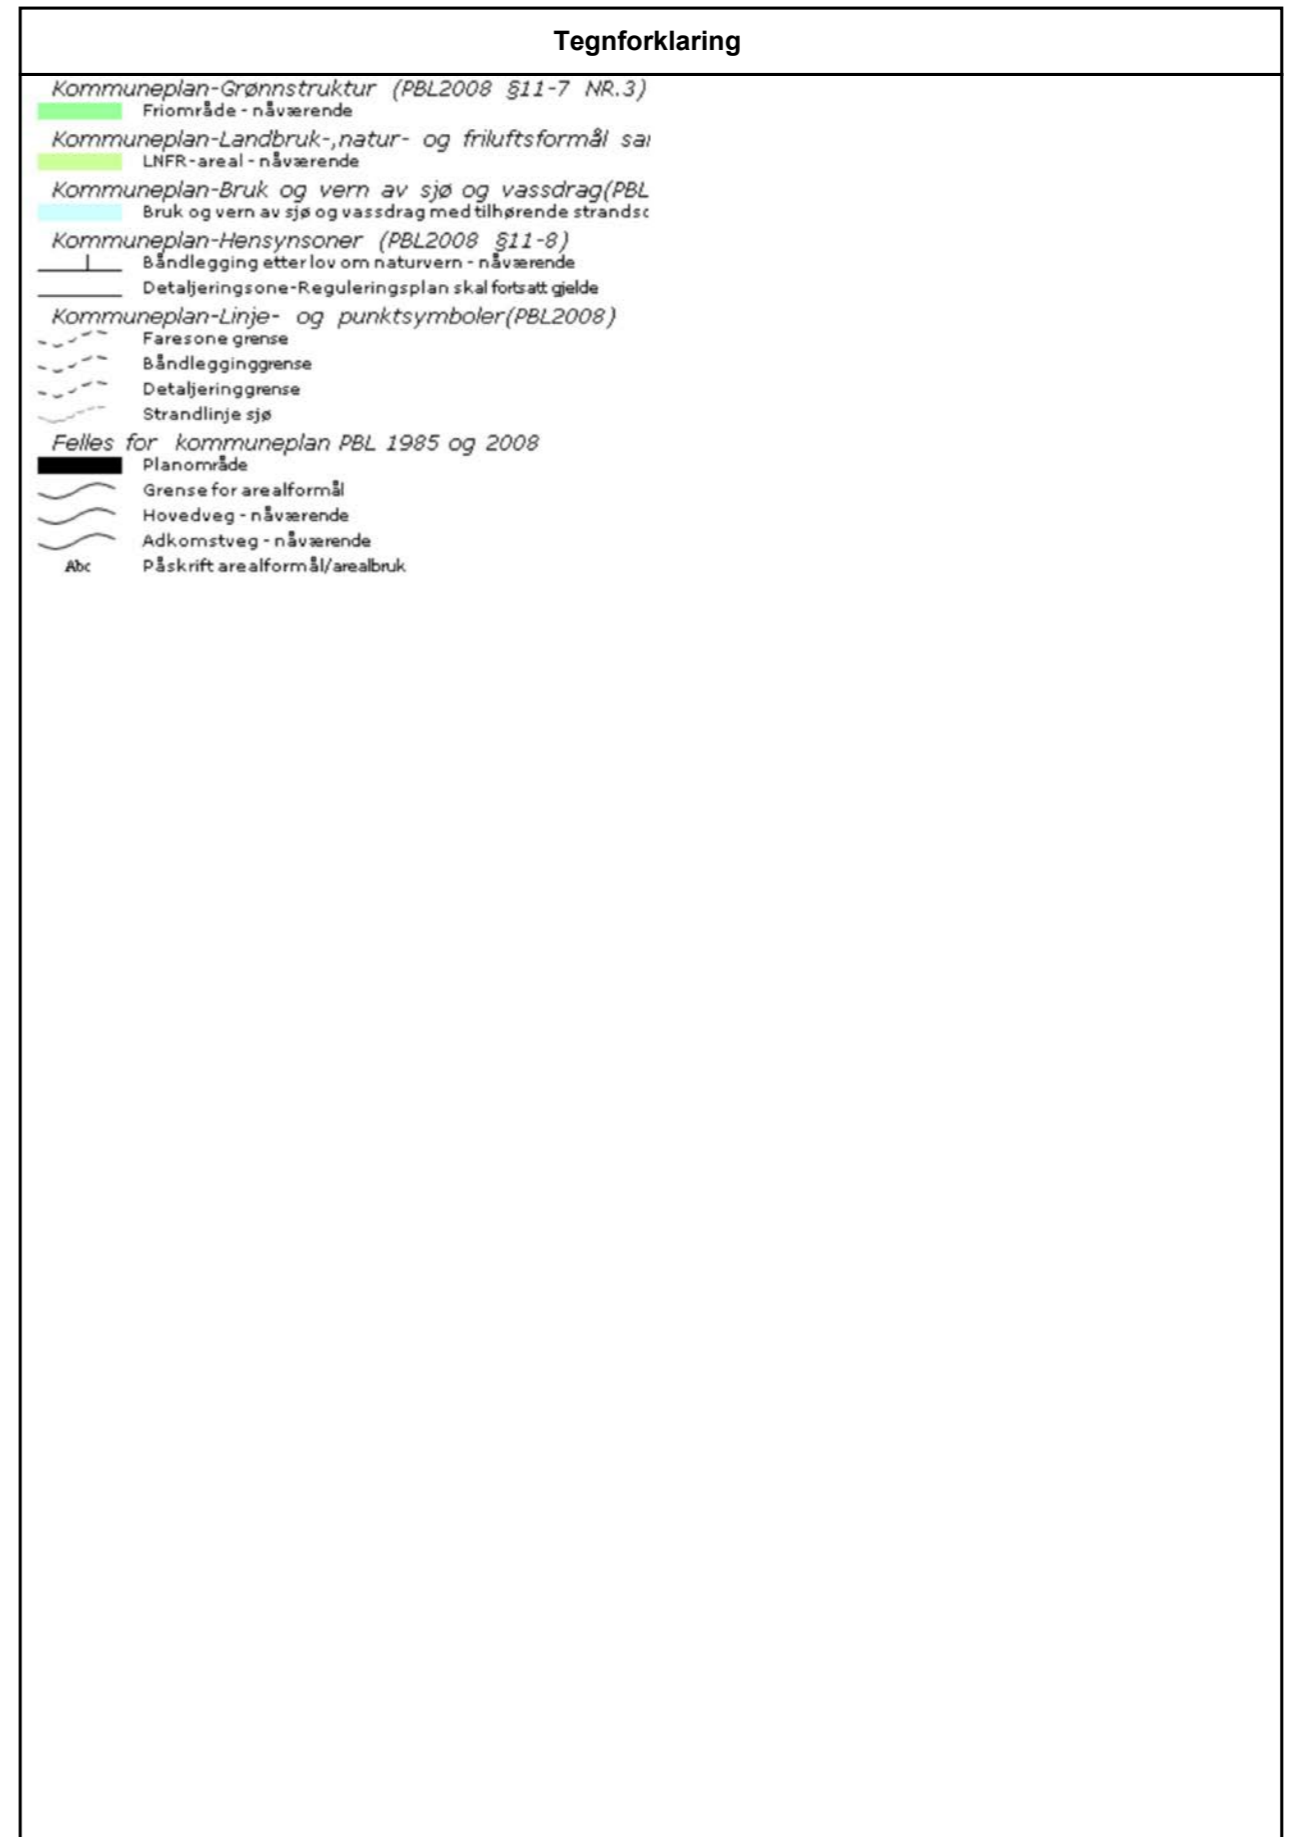 Tegnforklaring
Kommuneplan-Grønnstruktur (PBL2008 §11-7 NR.3)
Friområde - nåværende
Kommuneplan-Landbruk-,natur- og friluftsformål
LNFR-areal - nåværende
Kommuneplan-Bruk og vern av sjø og vassdrag(PBL
Bruk og vern av sjø og vassdrag med tilhørende
Kommuneplan-Hensynsoner (PBL2008 §11-8)
Båndlegging etter lov om naturvern - nåværende
Detaljeringsone-Reguleringsplan skal fortsatt gjelde
Kommuneplan-Linje- og punktsymboler(PBL2008)
Faresone grense
Båndlegginggrense
Detaljeringgrense
Strandlinje sjø
Felles for kommuneplan PBL 1985 og 2008
Planområde
Grense for arealformål
Hovedveg - nåværende
Adkomstveg - nåværende
Abc Påskrift arealformål/arealbruk